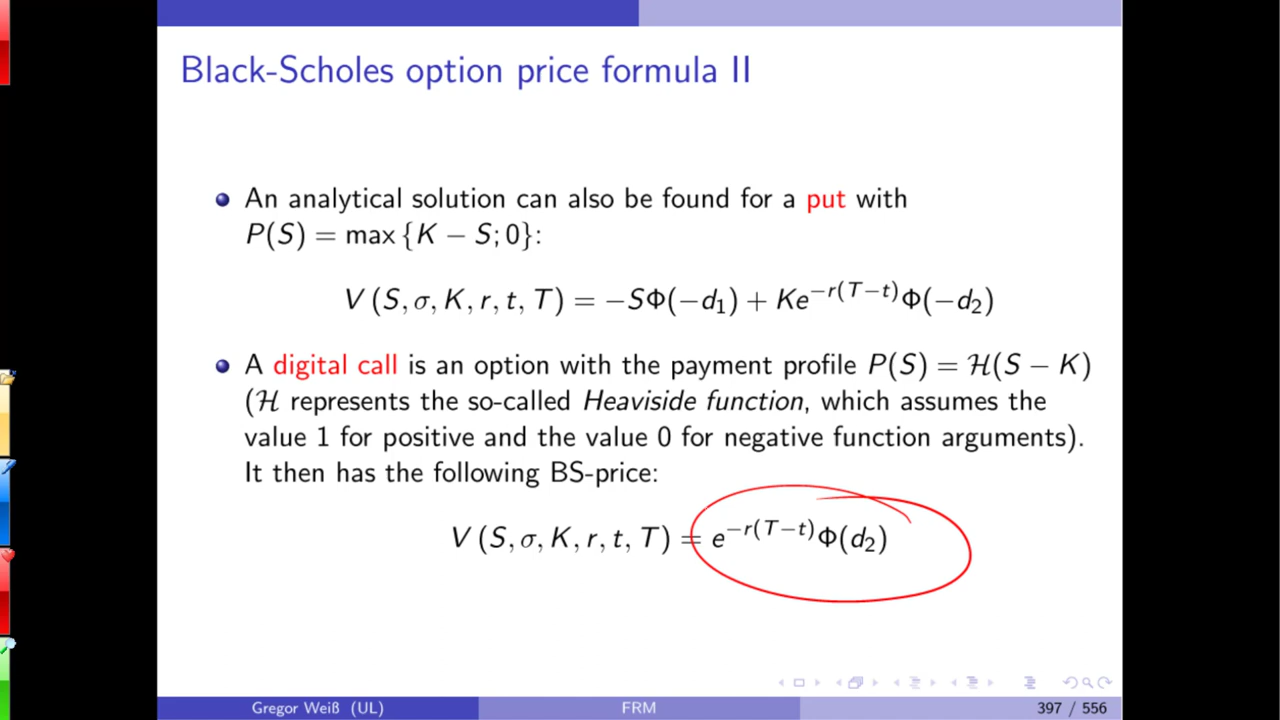 Black-Scholes option price formula II
An analytical solution can also be found for a put with
P(S) = max {K − S; 0}:
V (S, σ, K, r, t, T) = −SΦ(−d₁) + Ke^{−r(T−t)}Φ(−d₂)
A digital call is an option with the payment profile P(S) = ℋ(S − K)
(ℋ represents the so-called Heaviside function, which assumes the
value 1 for positive and the value 0 for negative function arguments).
It then has the following BS-price:
V (S, σ, K, r, t, T) = e^{−r(T−t)}Φ(d₂)
Gregor Weiß (UL) FRM 397 / 556